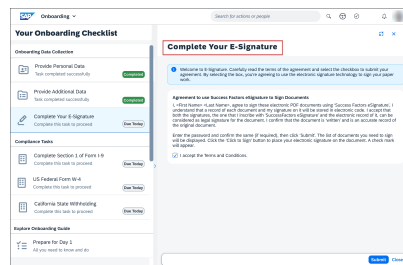 SAP Onboarding
Search for actions or people
Your Onboarding Checklist
Onboarding Data Collection
Provide Personal Data
Task completed successfully
Completed
Provide Additional Data
Task completed successfully
Completed
Complete Your E-Signature
Complete this task to proceed
Due Today
Compliance Tasks
Complete Section 1 of Form I-9
Complete this task to proceed
Due Today
US Federal Form W-4
Complete this task to proceed
Due Today
California State Withholding
Complete this task to proceed
Due Today
Explore Onboarding Guide
Prepare for Day 1
All you need to know and do
Complete Your E-Signature
Welcome to E-Signature. Carefully read the terms of the agreement and select the checkbox to submit your
agreement. By selecting the box, you're agreeing to use the electronic signature technology to sign your paper
work.
Agreement to use Success Factors eSignature to Sign Documents
I, <First Name> <Last Name>, agree to sign these electronic PDF documents using 'Success Factors eSignature', I
understand that a record of each document and my signature on it will be stored in electronic code. I accept that
both the signatures, the one that I inscribe with 'SuccessFactors eSignature' and the electronic record of it, can be
considered as legal signature for the document. I confirm that the document is 'written' and is an accurate record of
the original document.
Enter the password and confirm the same (if required), then click 'Submit'. The list of documents you need to sign
will be displayed. Click the 'Click to Sign' button to place your electronic signature on the document. A check mark
will appear.
I accept the Terms and Conditions.
Submit Close